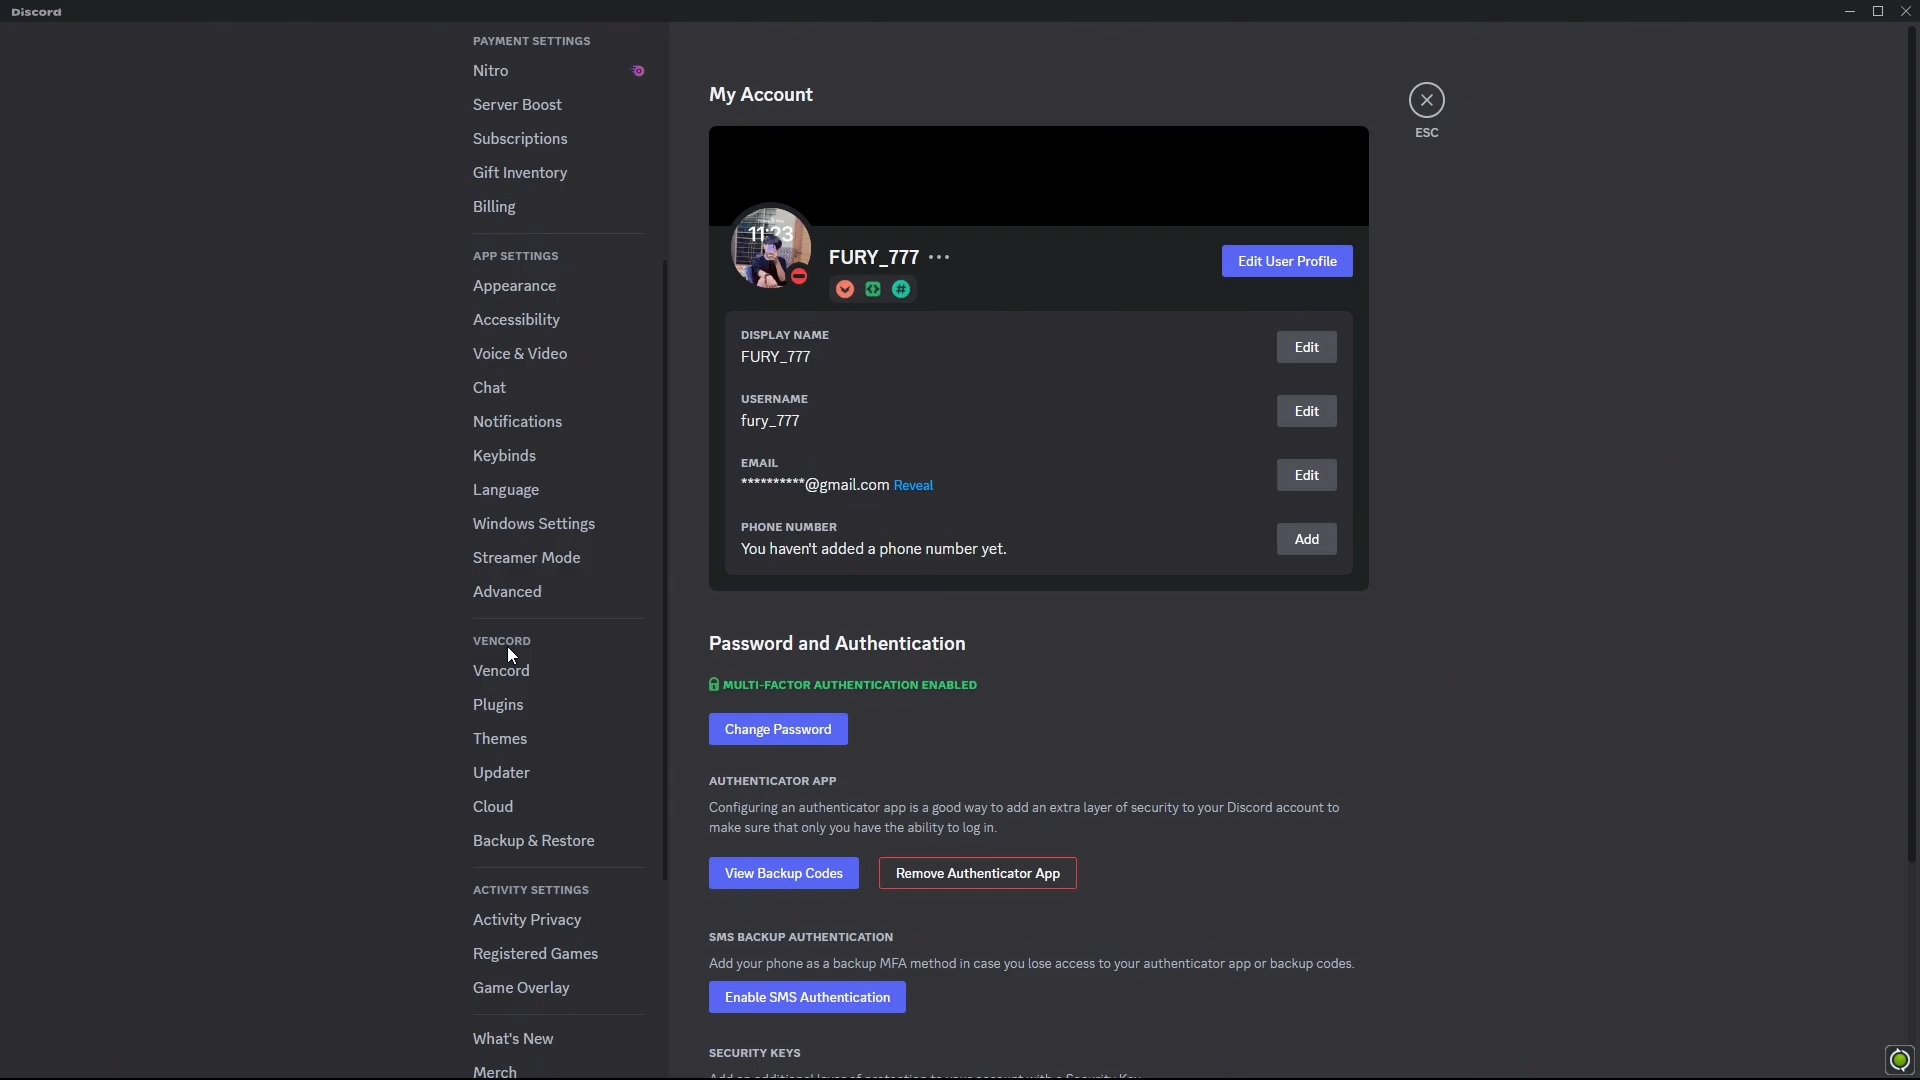 Discord
PAYMENT SETTINGS
Nitro
Server Boost
Subscriptions
Gift Inventory
Billing
APP SETTINGS
Appearance
Accessibility
Voice & Video
Chat
Notifications
Keybinds
Language
Windows Settings
Streamer Mode
Advanced
VENCORD
Vencord
Plugins
Themes
Updater
Cloud
Backup & Restore
ACTIVITY SETTINGS
Activity Privacy
Registered Games
Game Overlay
What's New
Merch
My Account
ESC
11:23
FURY_777
Edit User Profile
DISPLAY NAME
FURY_777
Edit
USERNAME
fury_777
Edit
EMAIL
**********@gmail.com Reveal
Edit
PHONE NUMBER
You haven't added a phone number yet.
Add
Password and Authentication
MULTI-FACTOR AUTHENTICATION ENABLED
Change Password
AUTHENTICATOR APP
Configuring an authenticator app is a good way to add an extra layer of security to your Discord account to
make sure that only you have the ability to log in.
View Backup Codes
Remove Authenticator App
SMS BACKUP AUTHENTICATION
Add your phone as a backup MFA method in case you lose access to your authenticator app or backup codes.
Enable SMS Authentication
SECURITY KEYS